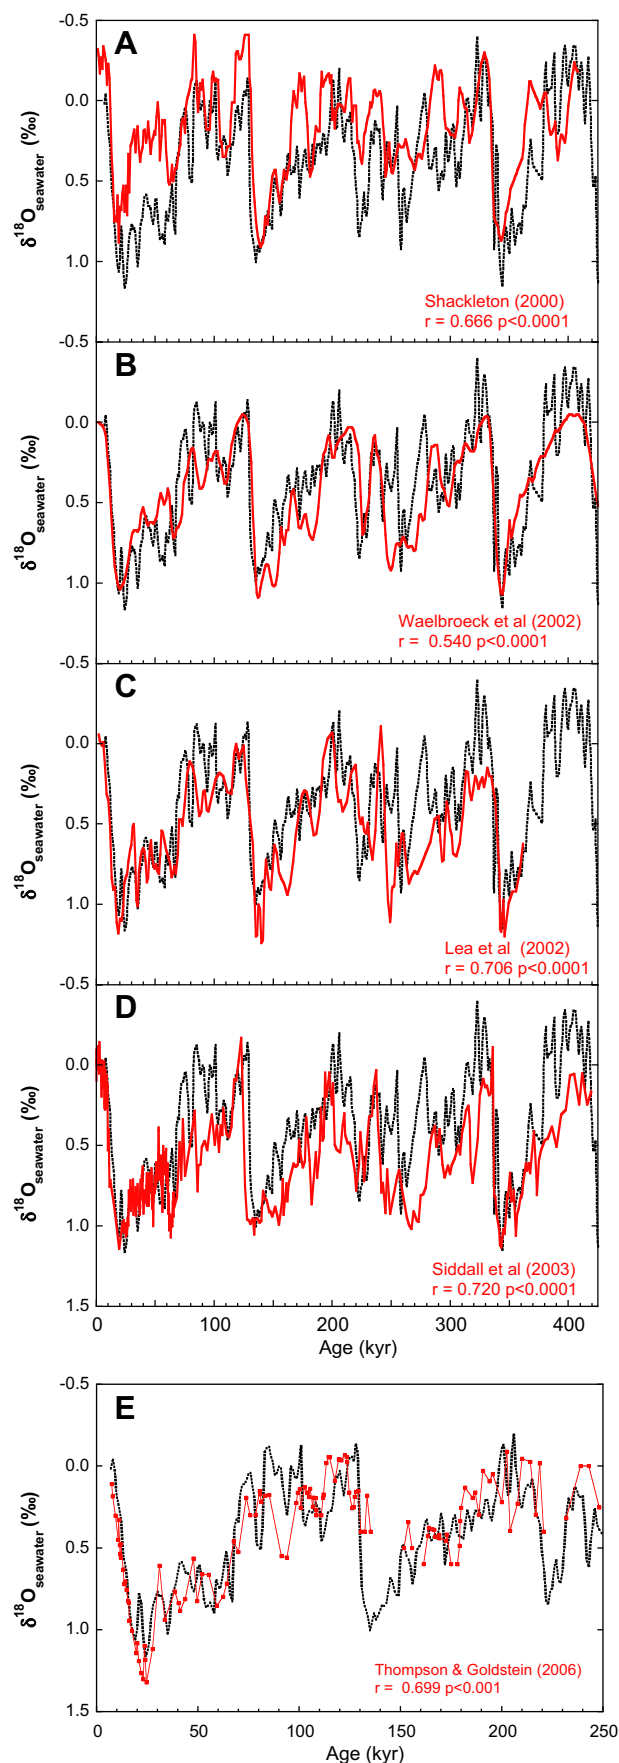 -0.5
A
0.0
0.5
1.0
δ18Oseawater (‰)
Shackleton (2000)
r = 0.666 p<0.0001
-0.5
B
0.0
0.5
1.0
δ18Oseawater (‰)
Waelbroeck et al (2002)
r = 0.540 p<0.0001
-0.5
C
0.0
0.5
1.0
δ18Oseawater (‰)
Lea et al (2002)
r = 0.706 p<0.0001
-0.5
D
0.0
0.5
1.0
1.5
δ18Oseawater (‰)
Siddall et al (2003)
r = 0.720 p<0.0001
0 100 200 300 400
Age (kyr)
-0.5
E
0.0
0.5
1.0
1.5
δ18Oseawater (‰)
Thompson & Goldstein (2006)
r = 0.699 p<0.001
0 50 100 150 200 250
Age (kyr)